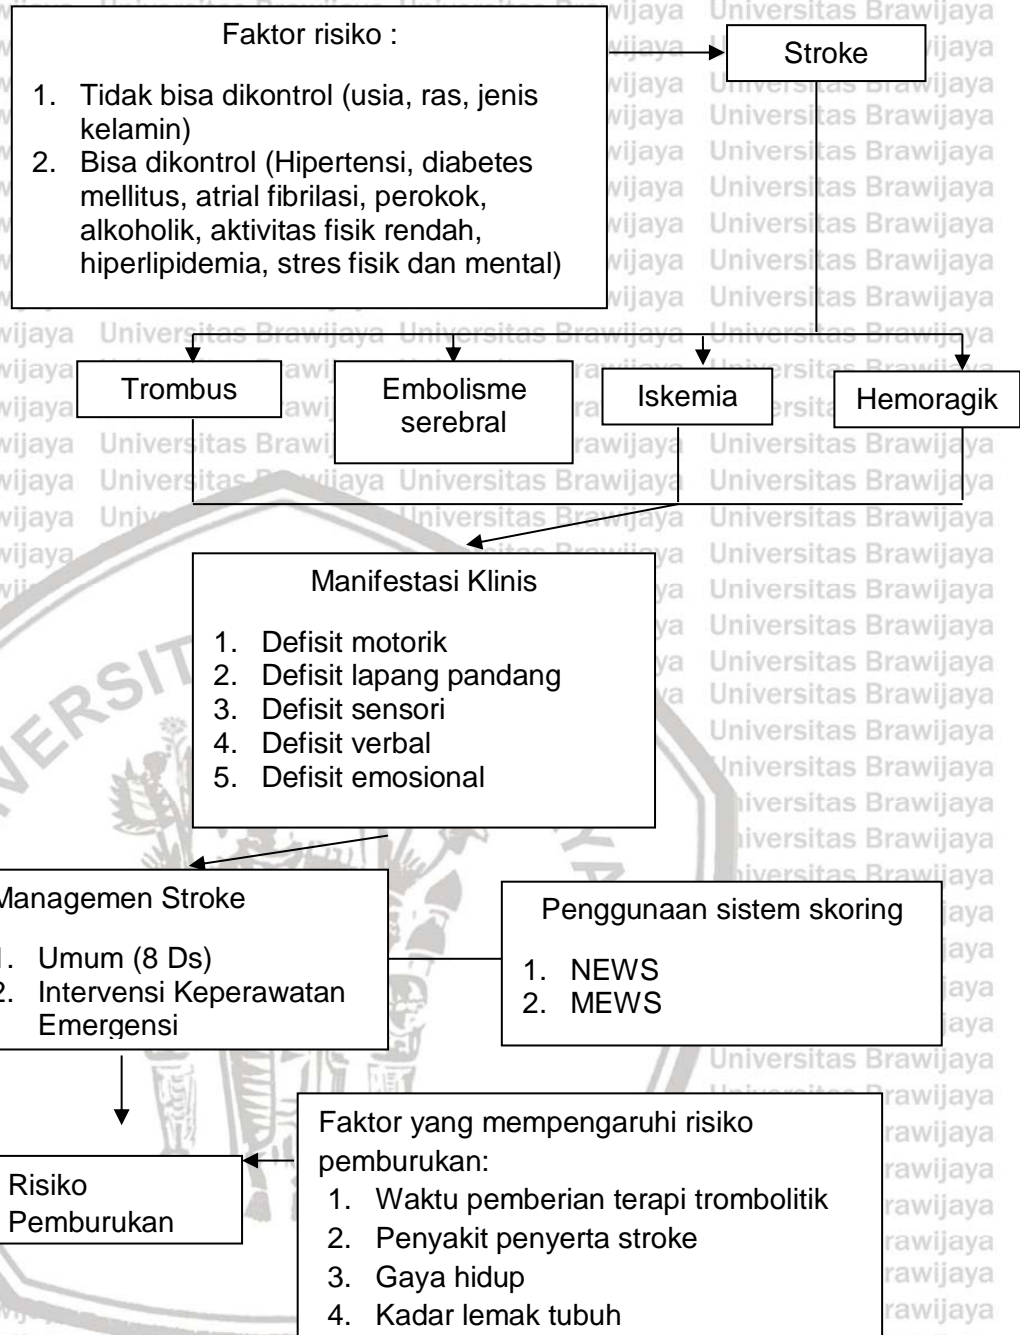 Faktor risiko :
1. Tidak bisa dikontrol (usia, ras, jenis
kelamin)
2. Bisa dikontrol (Hipertensi, diabetes
mellitus, atrial fibrilasi, perokok,
alkoholik, aktivitas fisik rendah,
hiperlipidemia, stres fisik dan mental)
Stroke
Trombus
Embolisme
serebral
Iskemia
Hemoragik
Manifestasi Klinis
1. Defisit motorik
2. Defisit lapang pandang
3. Defisit sensori
4. Defisit verbal
5. Defisit emosional
Managemen Stroke
1. Umum (8 Ds)
2. Intervensi Keperawatan
Emergensi
Penggunaan sistem skoring
1. NEWS
2. MEWS
Risiko
Pemburukan
Faktor yang mempengaruhi risiko
pemburukan:
1. Waktu pemberian terapi trombolitik
2. Penyakit penyerta stroke
3. Gaya hidup
4. Kadar lemak tubuh
Universitas Brawijaya